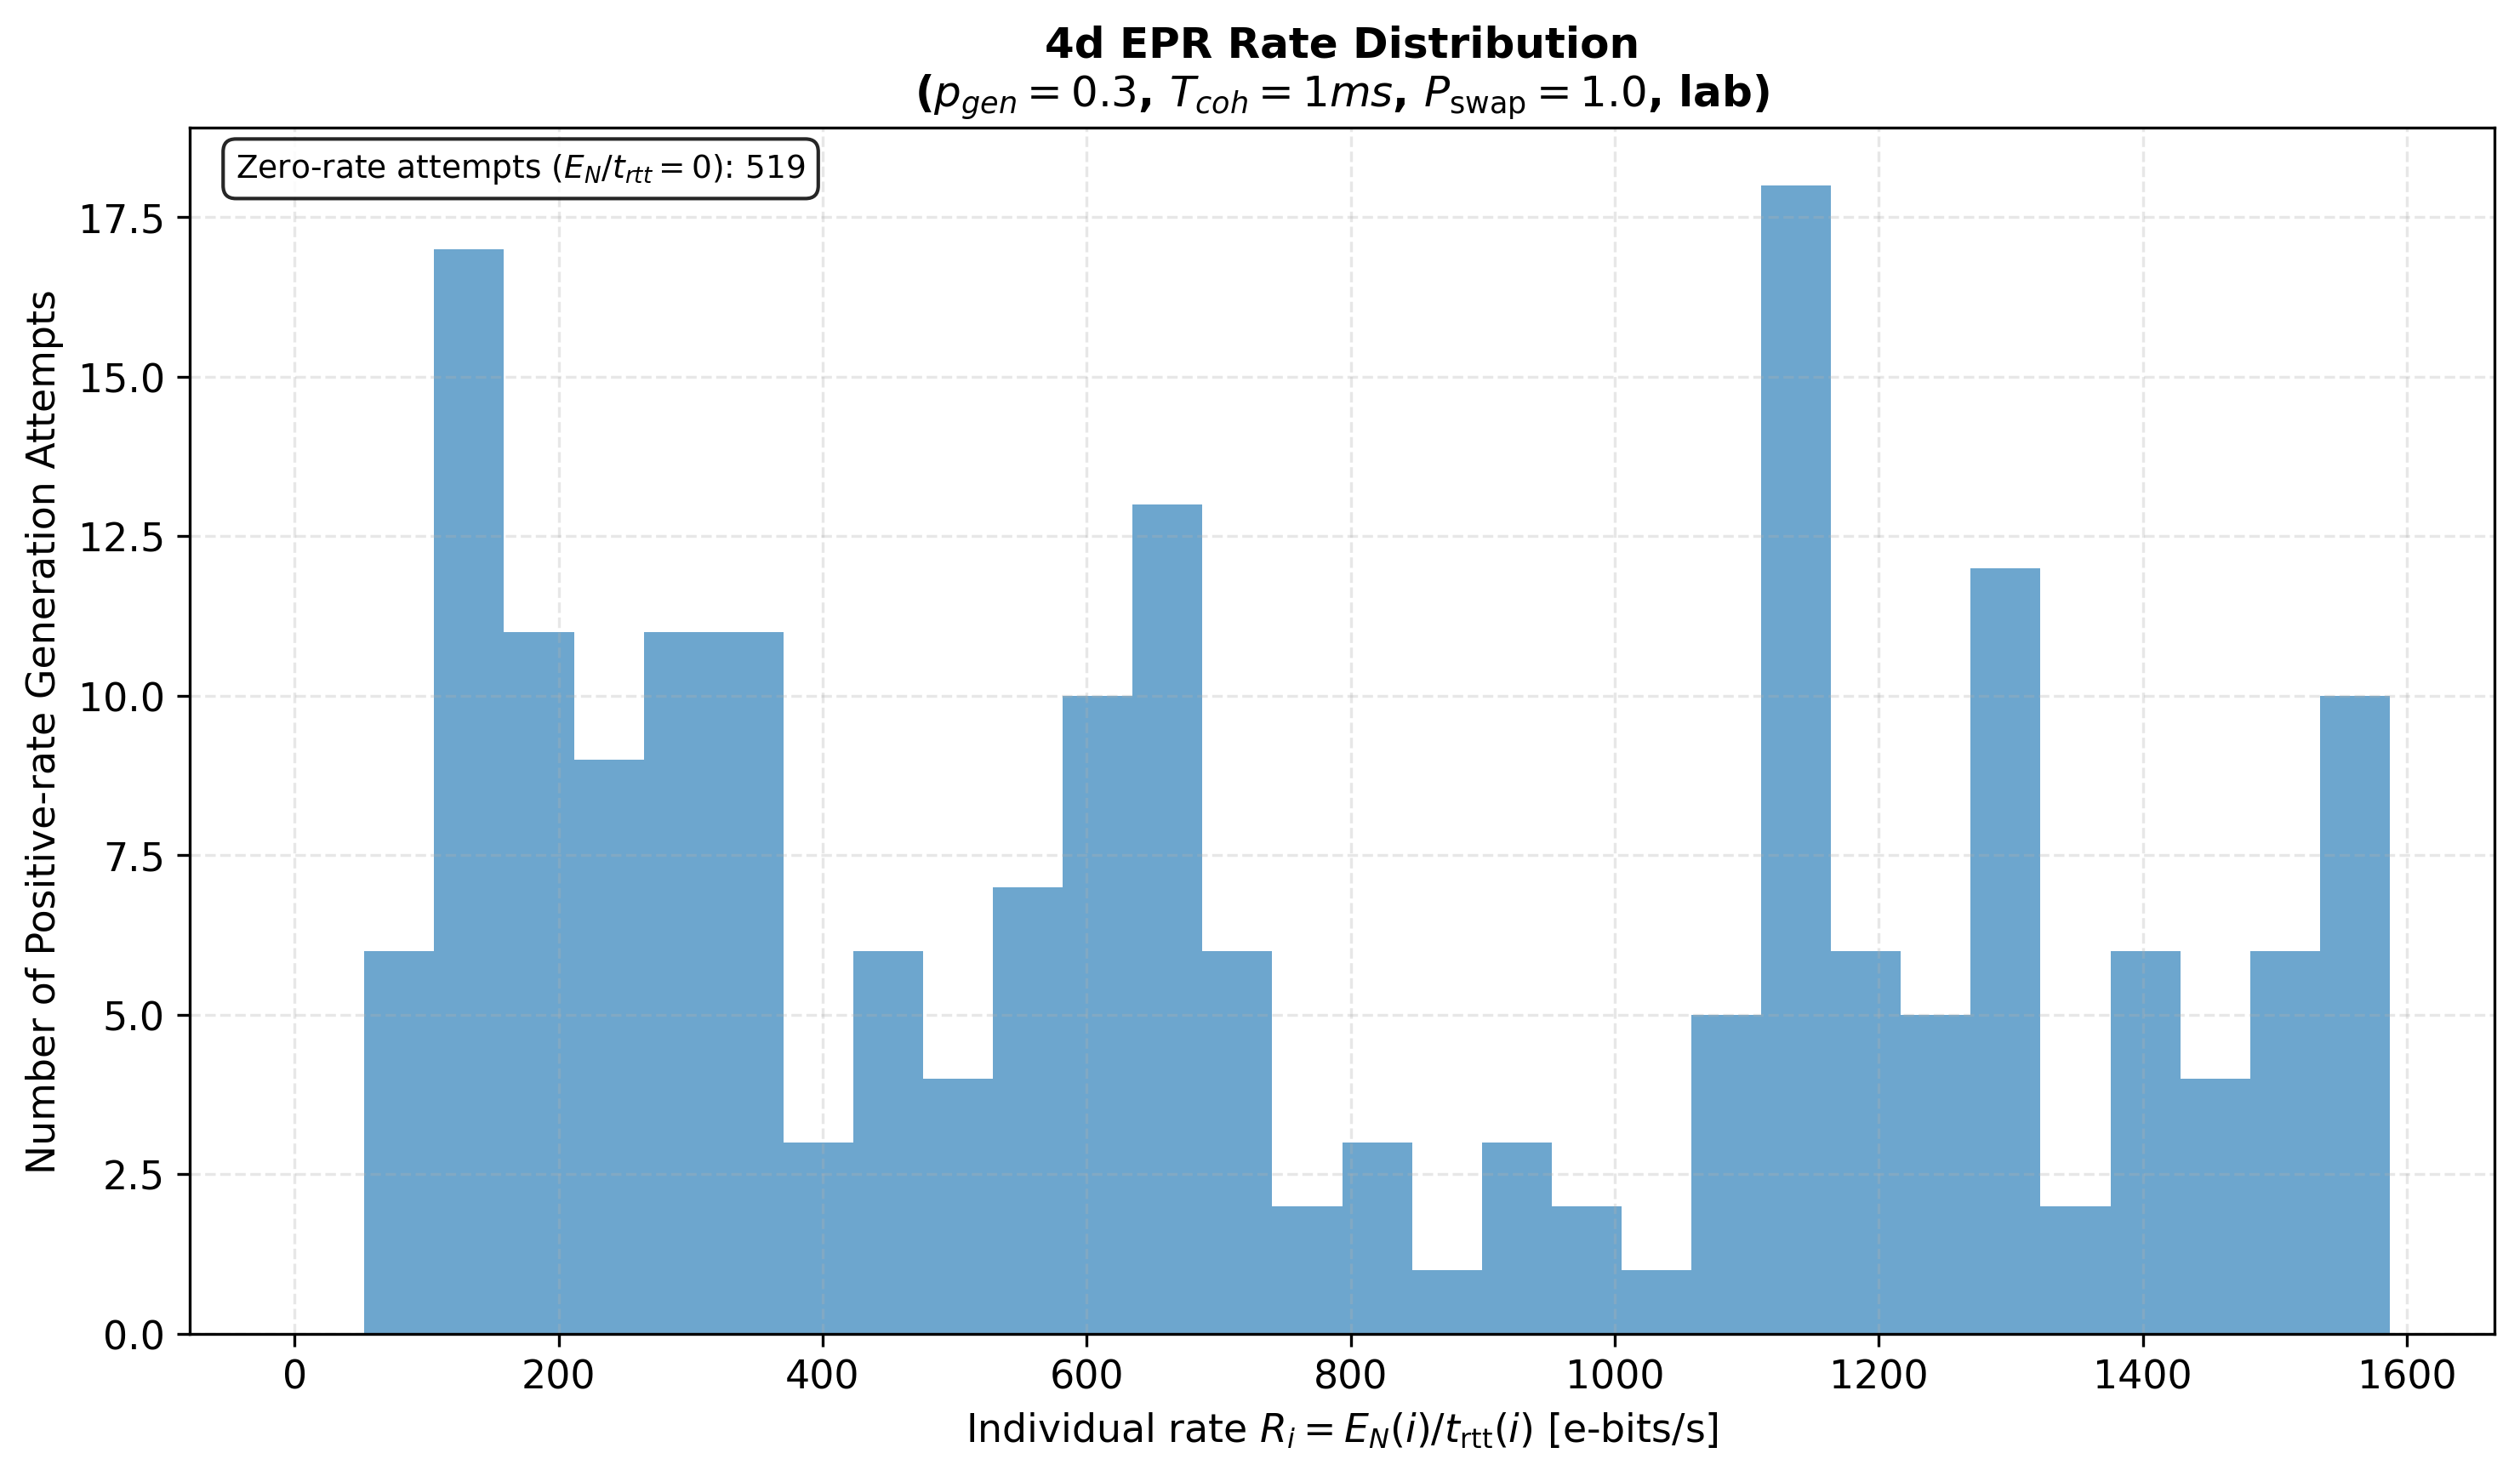 4d EPR Rate Distribution
(p_gen = 0.3, T_coh = 1ms, P_swap = 1.0, lab)
Zero-rate attempts (E_N/t_rtt = 0): 519
Number of Positive-rate Generation Attempts
17.5
15.0
12.5
10.0
7.5
5.0
2.5
0.0
0 200 400 600 800 1000 1200 1400 1600
Individual rate R_i = E_N(i)/t_rtt(i) [e-bits/s]